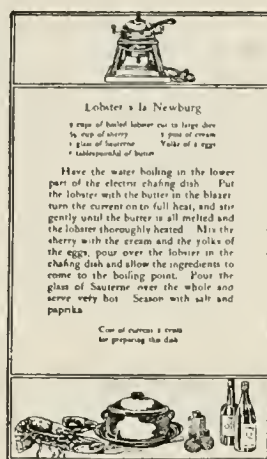 Lobster a la Newburg
2 cups of boiled lobster cut to large dice
cup of sherry
pint of cream
1 glass of Sauterne
Yolks of 2 eggs
tablespoonful of butter
Have the water boiling in the lower
part of the electric chafing dish Put
the lobster with the butter in the blazer
turn the current on to full heat, and stir
gently until the butter is all melted and
the lobster thoroughly heated Mix the
sherry with the cream and the yolks of
the eggs, pour over the lobster in the
chafing dish and allow the ingredients to
come to the boiling point. Pour the
glass of Sauterne over the whole and
serve very hot Season with salt and
paprika
Cost of current 2 cents
for preparing this dish